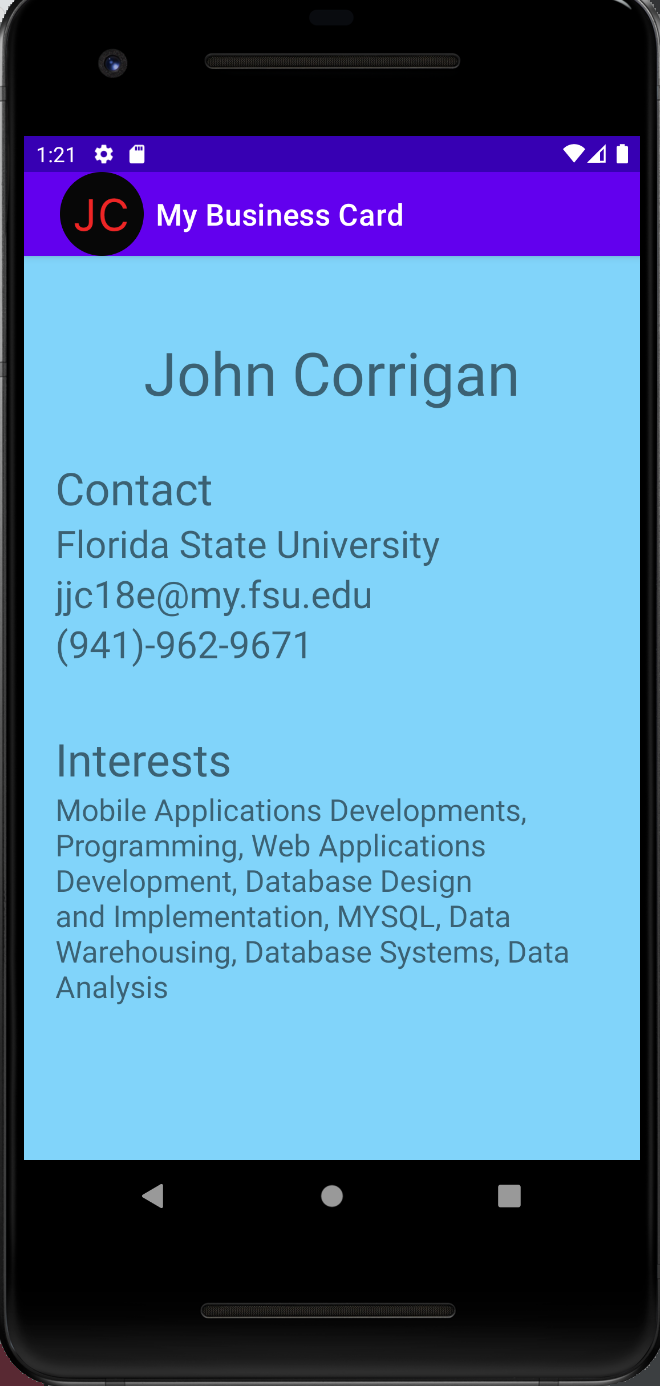 1:21
JC My Business Card
John Corrigan
Contact
Florida State University
jjc18e@my.fsu.edu
(941)-962-9671
Interests
Mobile Applications Developments,
Programming, Web Applications
Development, Database Design
and Implementation, MYSQL, Data
Warehousing, Database Systems, Data
Analysis